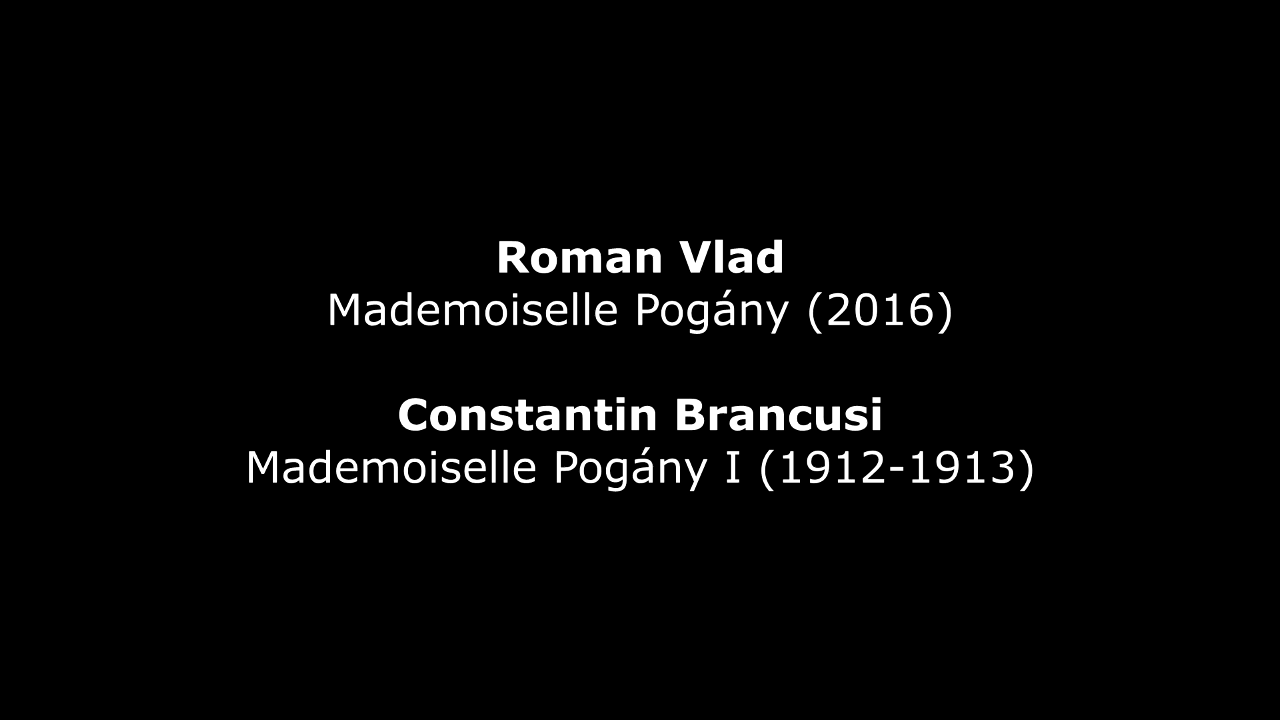 Roman Vlad
Mademoiselle Pogány (2016)
Constantin Brancusi
Mademoiselle Pogány I (1912-1913)